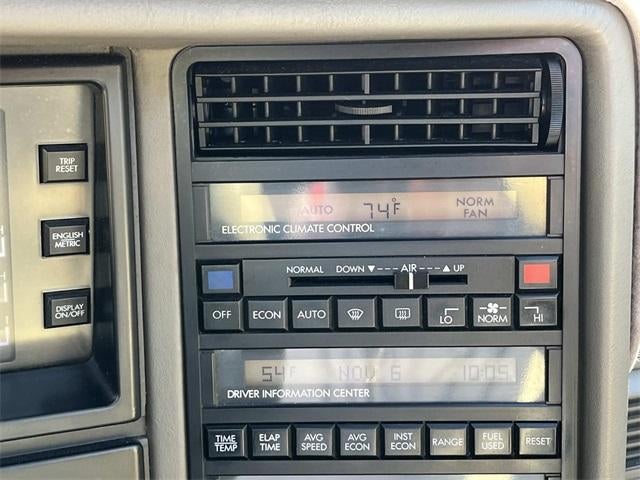 TRIP
RESET
ENGLISH
METRIC
DISPLAY
ON/OFF
AUTO 74°F NORM
FAN
ELECTRONIC CLIMATE CONTROL
NORMAL DOWN ▼ - - - AIR - - - ▲ UP
OFF ECON AUTO LO NORM HI
54°F NOV 6 10:05
DRIVER INFORMATION CENTER
TIME
TEMP
ELAP
TIME
AVG
SPEED
AVG
ECON
INST
ECON
RANGE
FUEL
USED
RESET